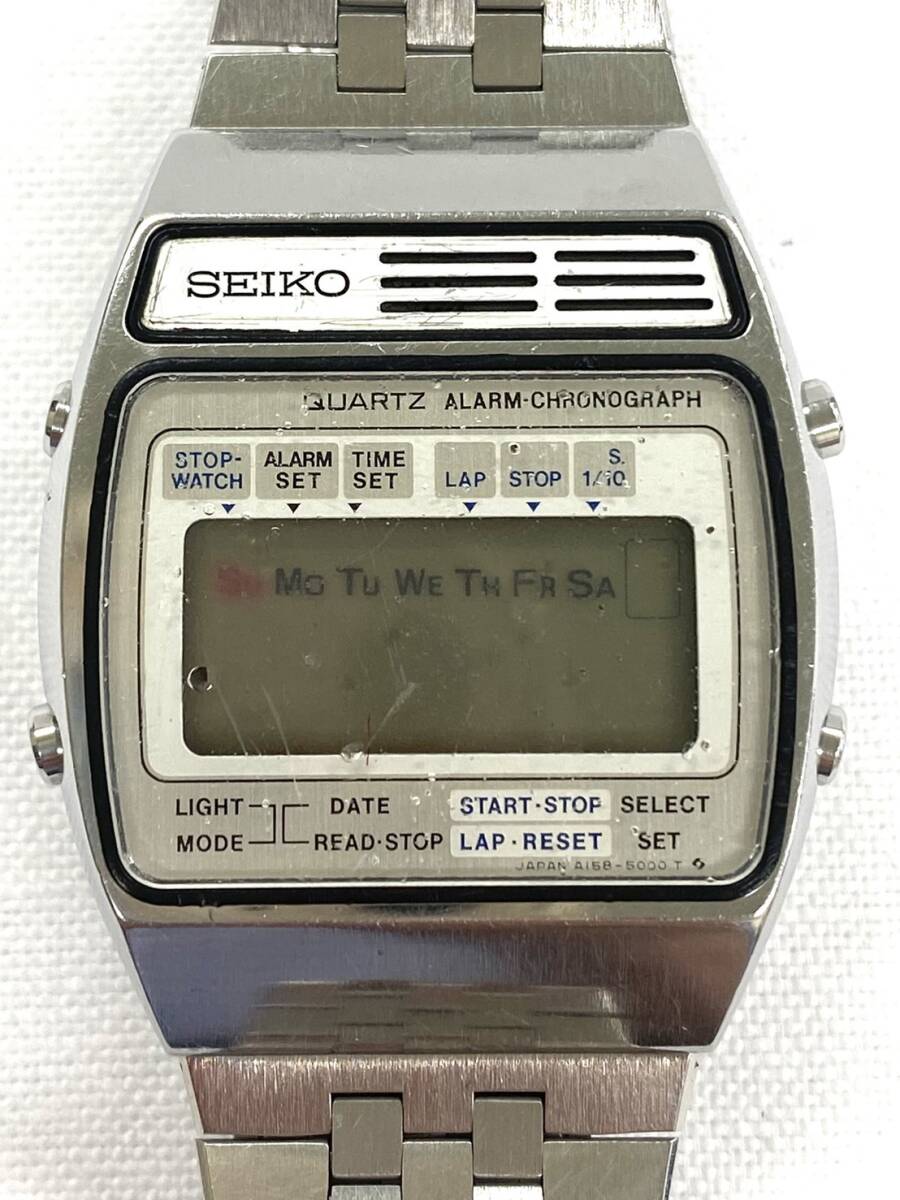 SEIKO
QUARTZ ALARM-CHRONOGRAPH
STOP-WATCH ALARM SET TIME SET LAP STOP S. 1/10
SU MO TU WE TH FR SA
LIGHT DATE START·STOP SELECT
MODE READ·STOP LAP·RESET SET
JAPAN A158-5000 T